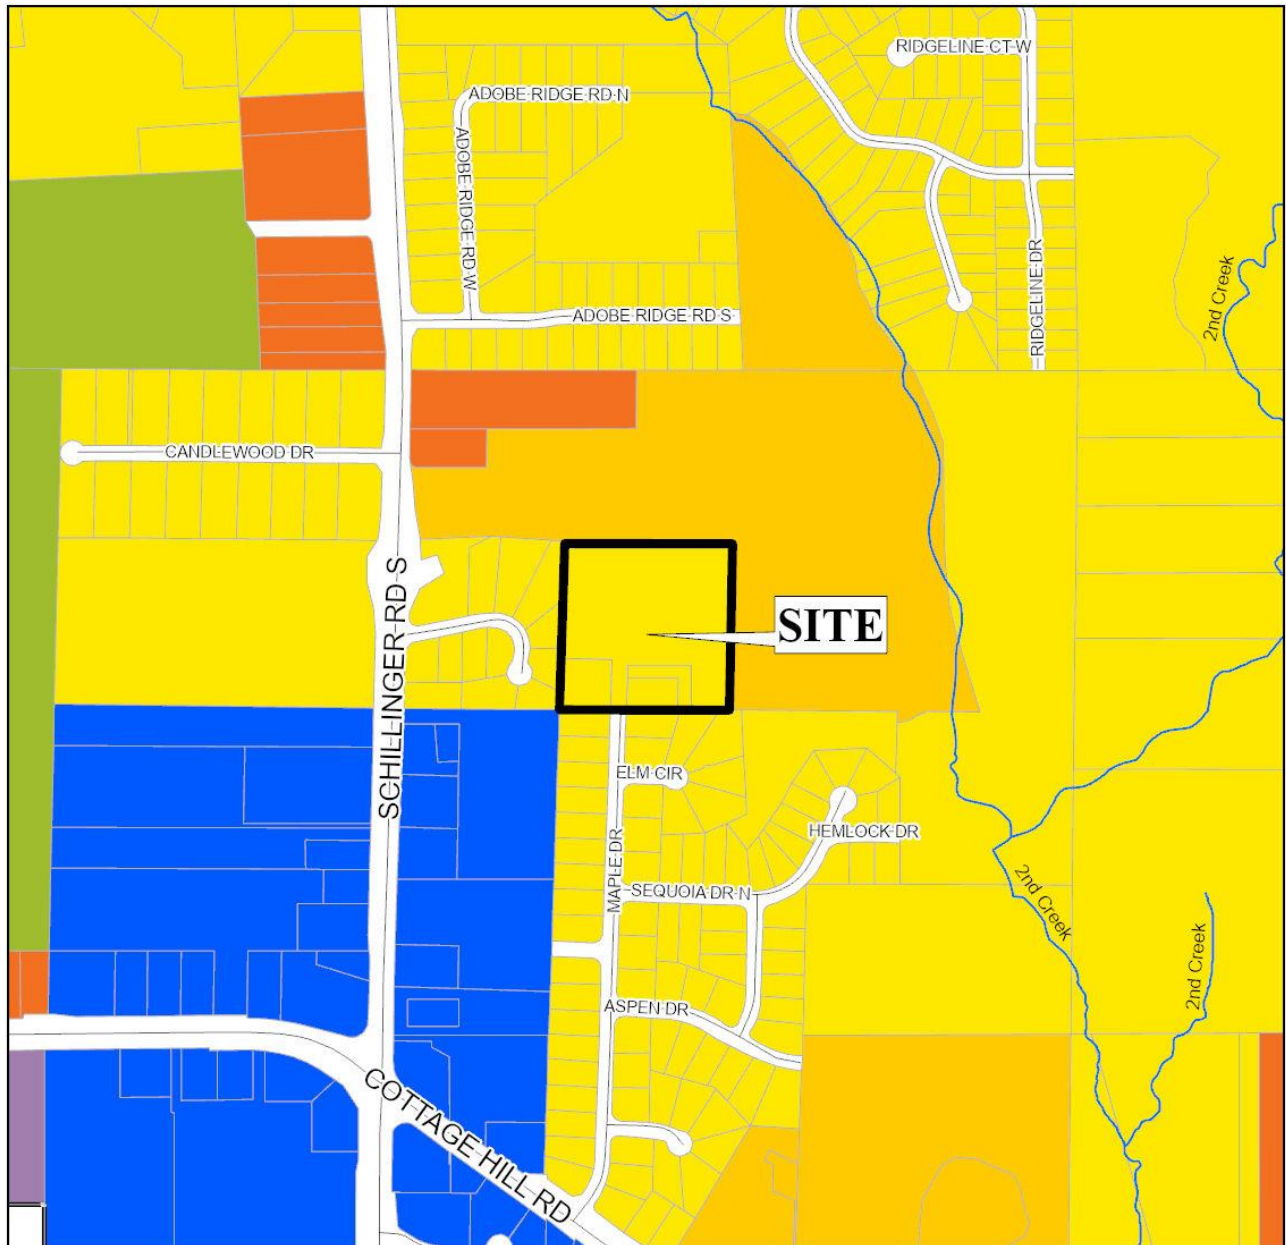 RIDGELINE CT W
ADOBE RIDGE RD N
ADOBE RIDGE RD W
RIDGELINE DR
2nd Creek
ADOBE RIDGE RD S
CANDLEWOOD DR
SCHILLINGER RD S
SITE
ELM CIR
HEMLOCK DR
MAPLE DR
SEQUOIA DR N
2nd Creek
2nd Creek
ASPEN DR
COTTAGE HILL RD